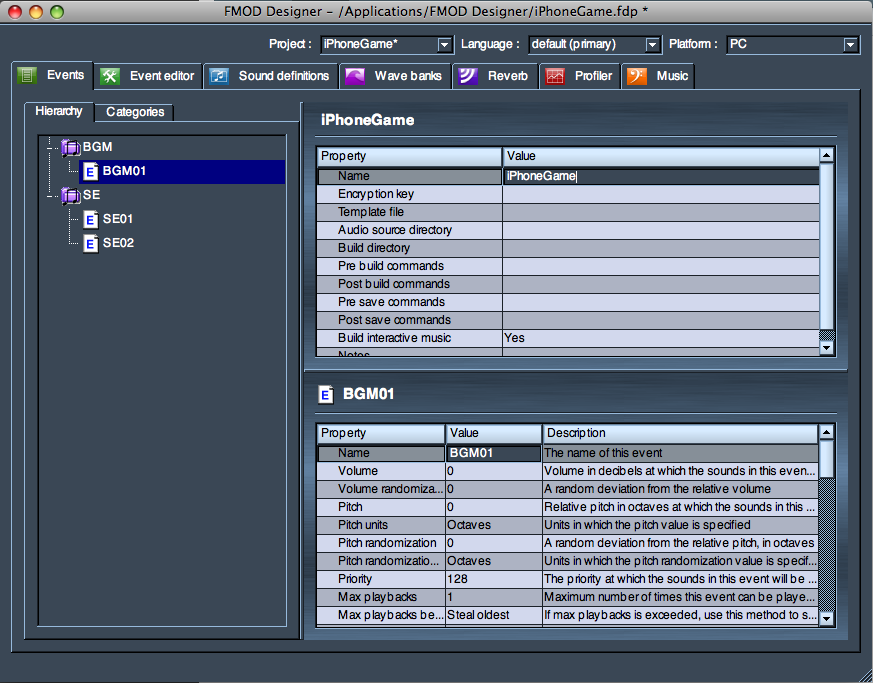 FMOD Designer - /Applications/FMOD Designer/iPhoneGame.fdp *
Project : iPhoneGame* Language : default (primary) Platform : PC
Events Event editor Sound definitions Wave banks Reverb Profiler Music
Hierarchy Categories
BGM
BGM01
SE
SE01
SE02
iPhoneGame
Property Value
Name iPhoneGame
Encryption key
Template file
Audio source directory
Build directory
Pre build commands
Post build commands
Pre save commands
Post save commands
Build interactive music Yes
Notes
BGM01
Property Value Description
Name BGM01 The name of this event
Volume 0 Volume in decibels at which the sounds in this even...
Volume randomiza... 0 A random deviation from the relative volume
Pitch 0 Relative pitch in octaves at which the sounds in this ...
Pitch units Octaves Units in which the pitch value is specified
Pitch randomization 0 A random deviation from the relative pitch, in octaves
Pitch randomizatio... Octaves Units in which the pitch randomization value is specif...
Priority 128 The priority at which the sounds in this event will be ...
Max playbacks 1 Maximum number of times this event can be playe...
Max playbacks be... Steal oldest If max playbacks is exceeded, use this method to s...